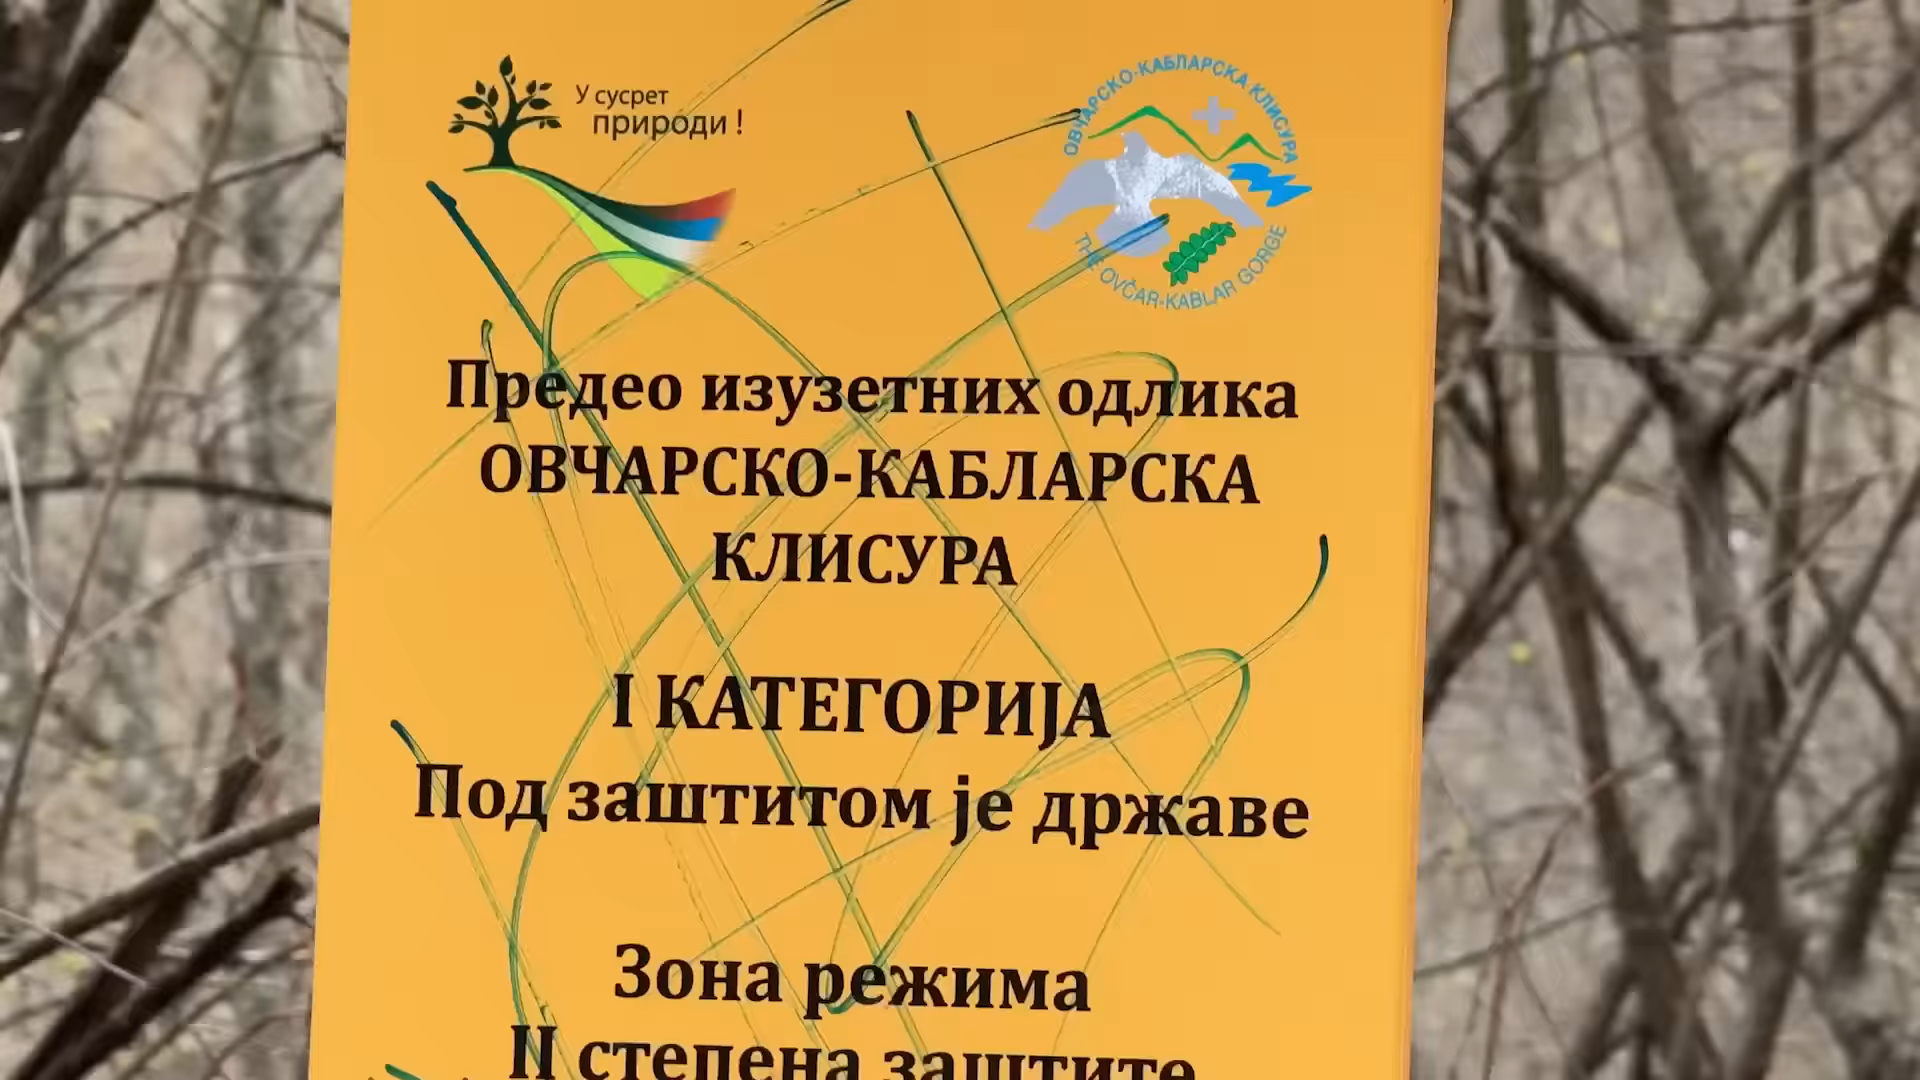 У сусрет
природи !
ОВЧАРСКО-КАБЛАРСКА КЛИСУРА
THE OVČAR-KABLAR GORGE
Предео изузетних одлика
ОВЧАРСКО-КАБЛАРСКА
КЛИСУРА
I КАТЕГОРИЈА
Под заштитом је државе
Зона режима
II степена заштите